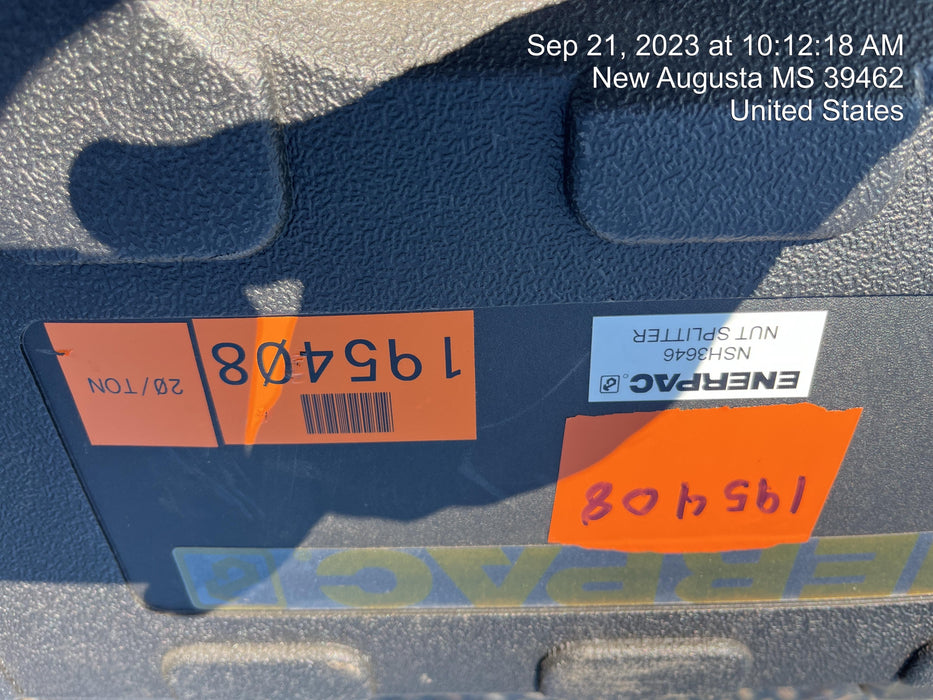 Sep 21, 2023 at 10:12:18 AM
New Augusta MS 39462
United States
ENERPAC
NSH3646
NUT SPLITTER
195408
20/TON
195408
ENERPAC